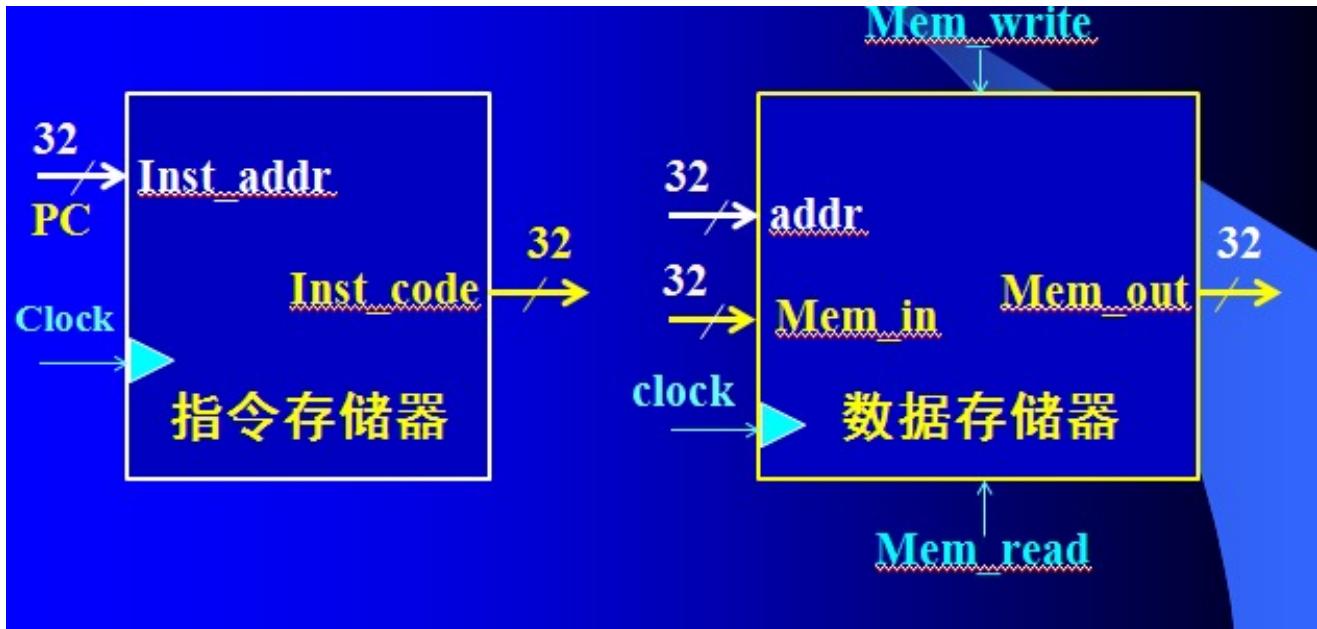 32
Inst_addr
PC
Inst_code
32
Clock
指令存储器
Mem_write
32
addr
32
Mem_in
Mem_out
32
clock
数据存储器
Mem_read